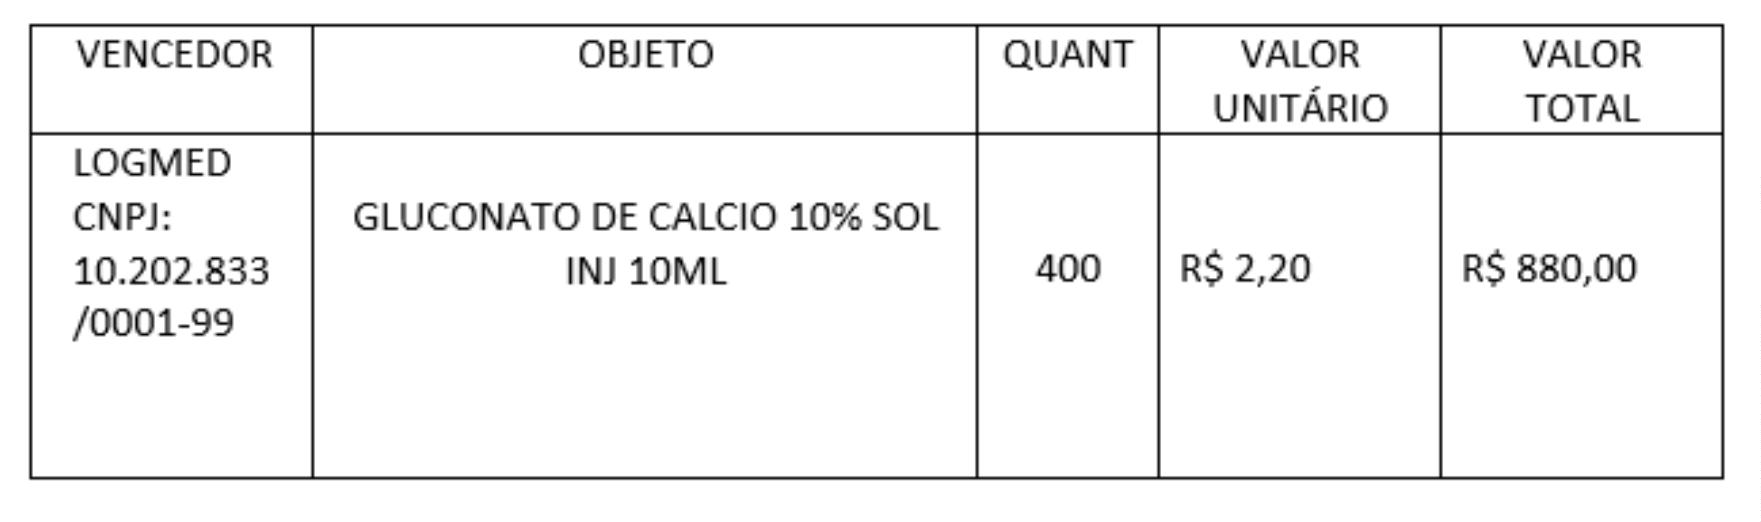 VENCEDOR
OBJETO
QUANT
VALOR
UNITÁRIO
VALOR
TOTAL
LOGMED
CNPJ:
10.202.833
/0001-99
GLUCONATO DE CALCIO 10% SOL
INJ 10ML
400
R$ 2,20
R$ 880,00